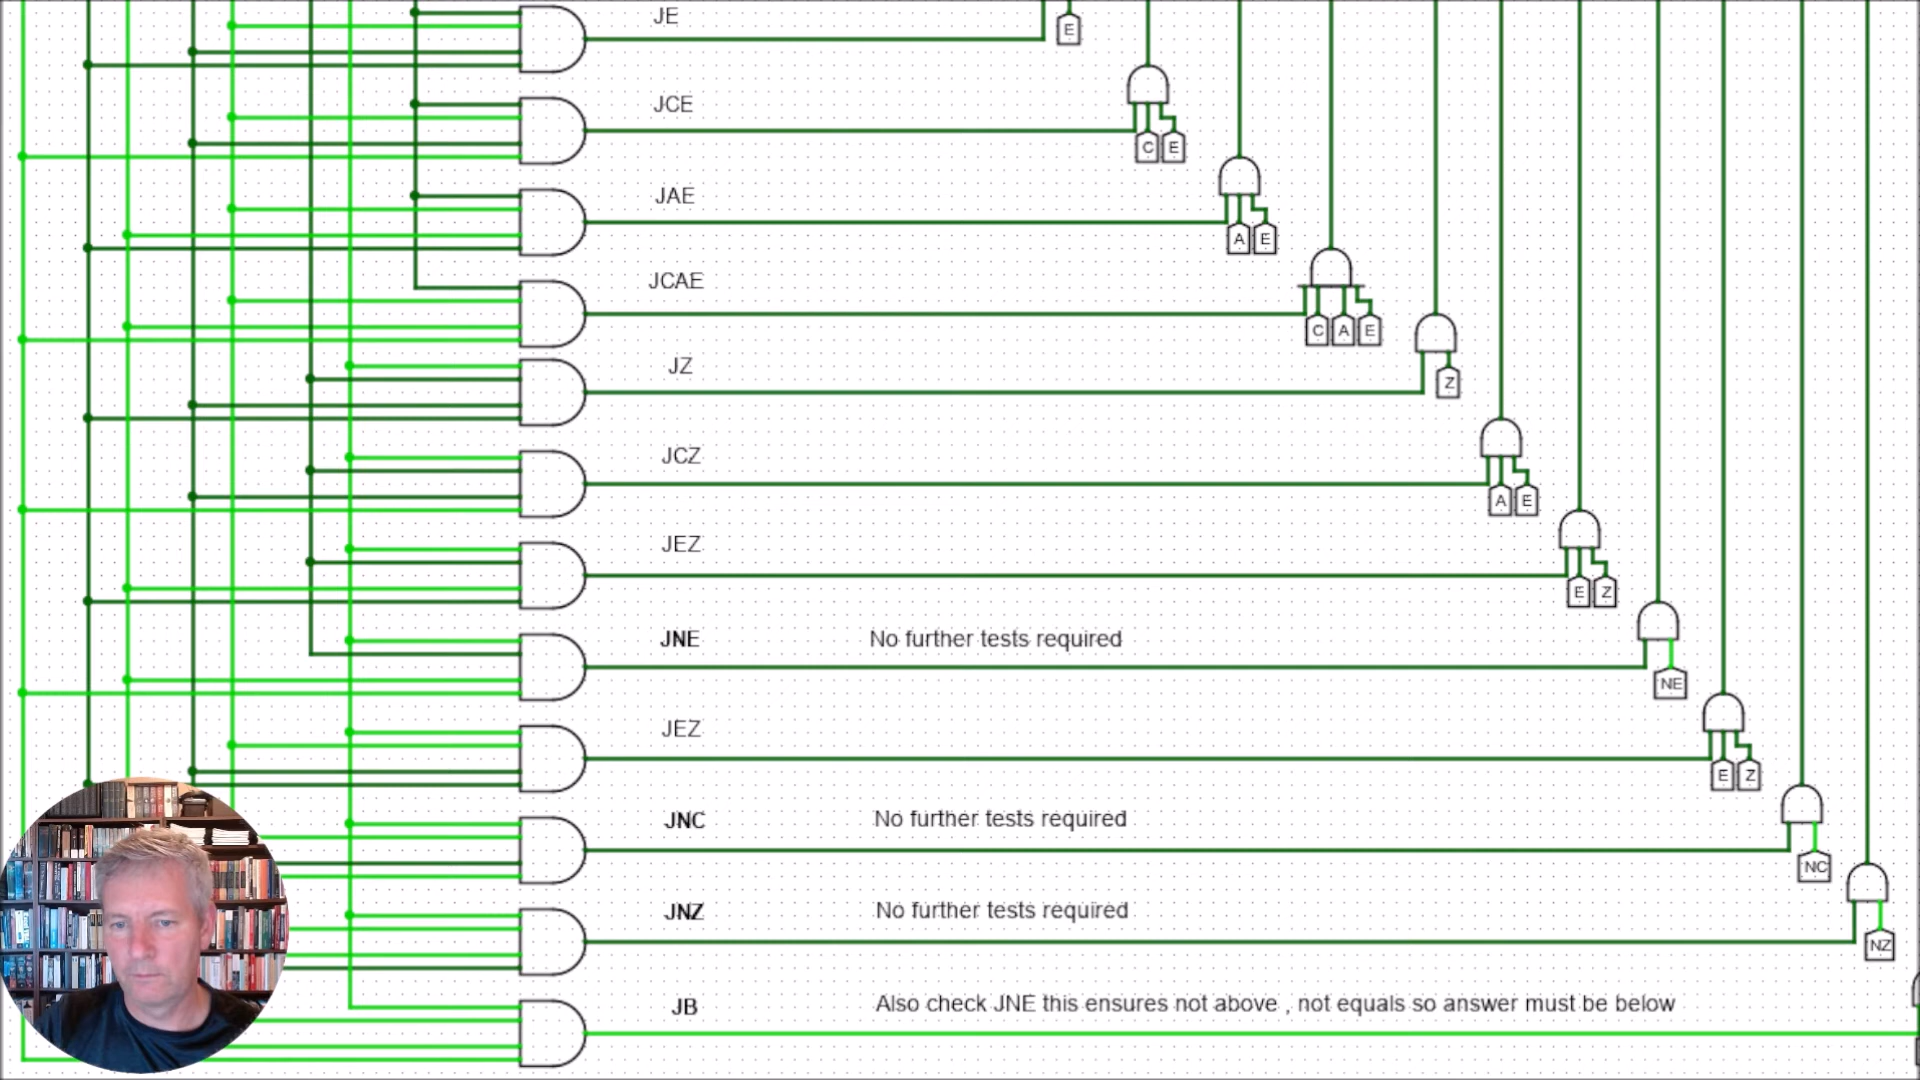 JE
E
JCE
C E
JAE
A E
JCAE
C A E
JZ
Z
JCZ
A E
JEZ
E Z
JNE No further tests required
NE
JEZ
E Z
JNC No further tests required
NC
JNZ No further tests required
NZ
JB Also check JNE this ensures not above , not equals so answer must be below